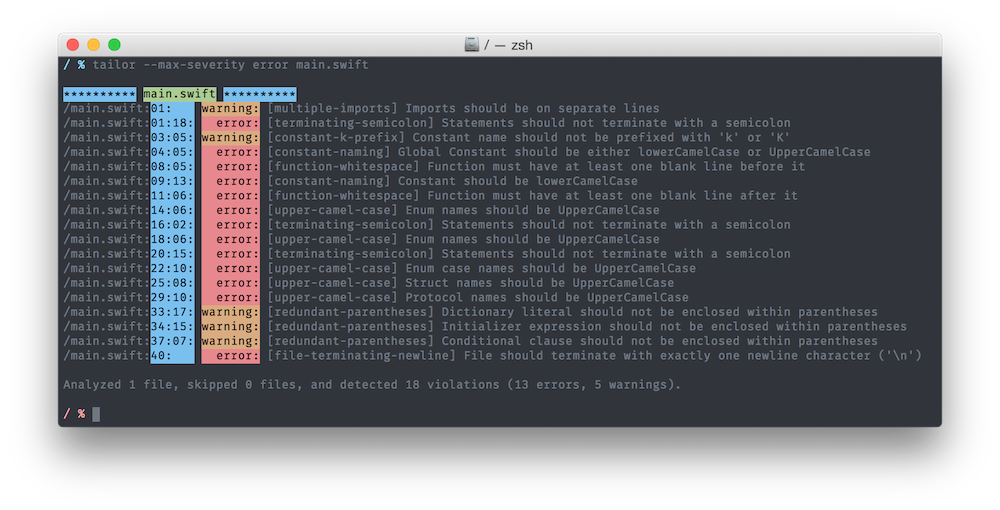 / — zsh
/ % tailor --max-severity error main.swift
********** main.swift **********
/main.swift:01:    warning: [multiple-imports] Imports should be on separate lines
/main.swift:01:18:   error: [terminating-semicolon] Statements should not terminate with a semicolon
/main.swift:03:05: warning: [constant-k-prefix] Constant name should not be prefixed with 'k' or 'K'
/main.swift:04:05:   error: [constant-naming] Global Constant should be either lowerCamelCase or UpperCamelCase
/main.swift:08:05:   error: [function-whitespace] Function must have at least one blank line before it
/main.swift:09:13:   error: [constant-naming] Constant should be lowerCamelCase
/main.swift:11:06:   error: [function-whitespace] Function must have at least one blank line after it
/main.swift:14:06:   error: [upper-camel-case] Enum names should be UpperCamelCase
/main.swift:16:02:   error: [terminating-semicolon] Statements should not terminate with a semicolon
/main.swift:18:06:   error: [upper-camel-case] Enum names should be UpperCamelCase
/main.swift:20:15:   error: [terminating-semicolon] Statements should not terminate with a semicolon
/main.swift:22:10:   error: [upper-camel-case] Enum case names should be UpperCamelCase
/main.swift:25:08:   error: [upper-camel-case] Struct names should be UpperCamelCase
/main.swift:29:10:   error: [upper-camel-case] Protocol names should be UpperCamelCase
/main.swift:33:17: warning: [redundant-parentheses] Dictionary literal should not be enclosed within parentheses
/main.swift:34:15: warning: [redundant-parentheses] Initializer expression should not be enclosed within parentheses
/main.swift:37:07: warning: [redundant-parentheses] Conditional clause should not be enclosed within parentheses
/main.swift:40:      error: [file-terminating-newline] File should terminate with exactly one newline character ('\n')
Analyzed 1 file, skipped 0 files, and detected 18 violations (13 errors, 5 warnings).
/ %